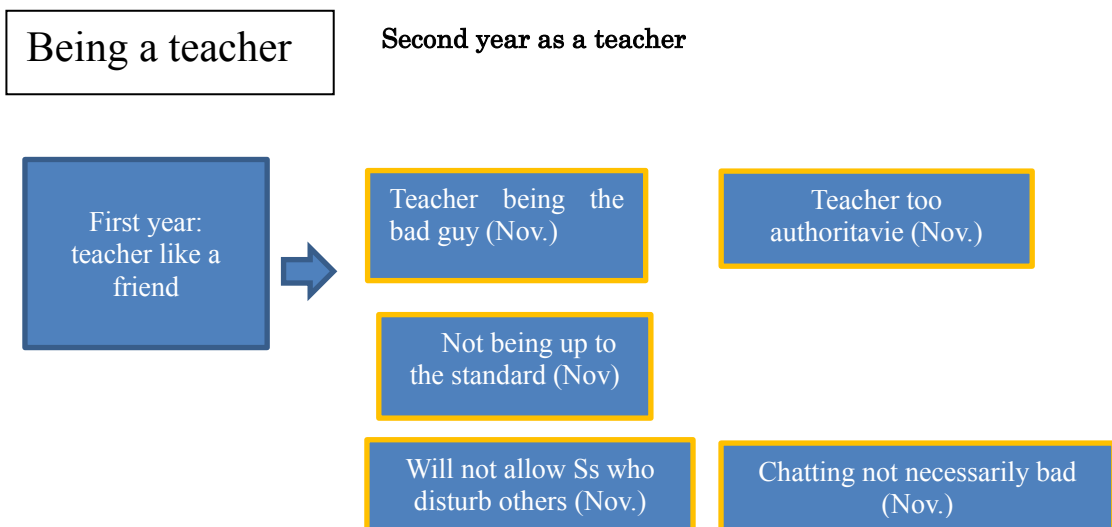 Being a teacher
Second year as a teacher
First year:
teacher like a
friend
Teacher being the
bad guy (Nov.)
Teacher too
authoritavie (Nov.)
Not being up to
the standard (Nov)
Will not allow Ss who
disturb others (Nov.)
Chatting not necessarily bad
(Nov.)